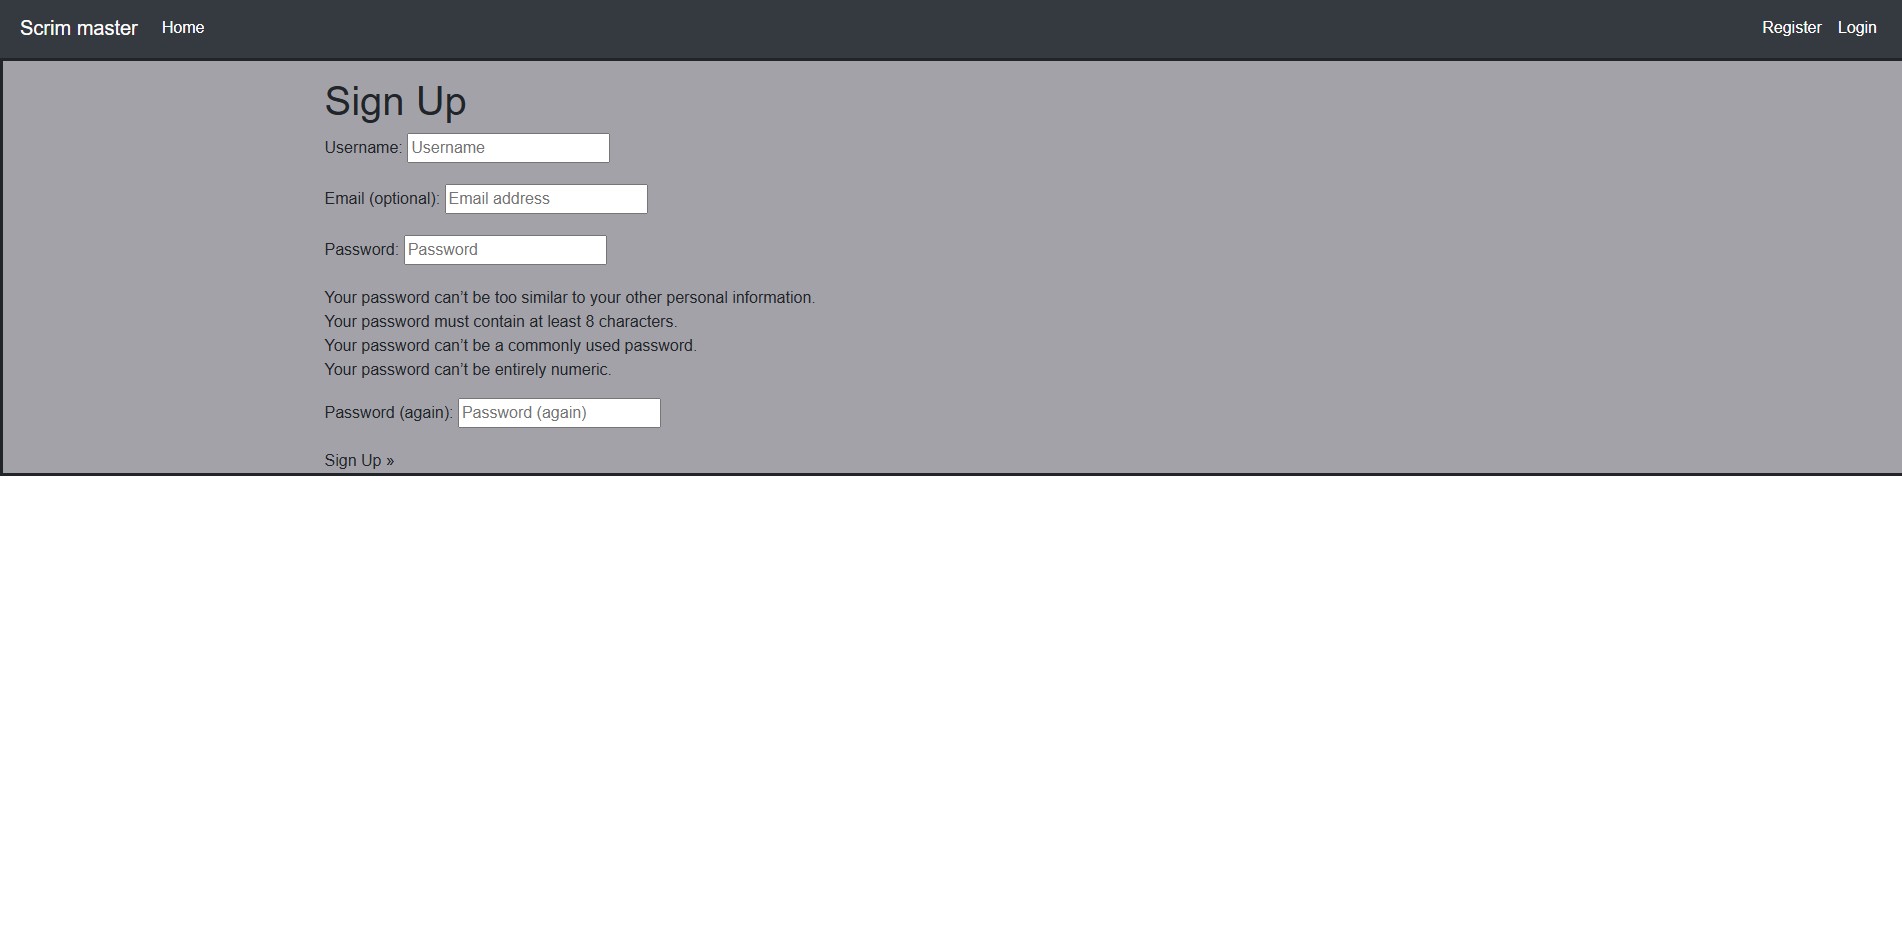 Scrim master Home Register Login
Sign Up
Username: Username
Email (optional): Email address
Password: Password
Your password can’t be too similar to your other personal information.
Your password must contain at least 8 characters.
Your password can’t be a commonly used password.
Your password can’t be entirely numeric.
Password (again): Password (again)
Sign Up »